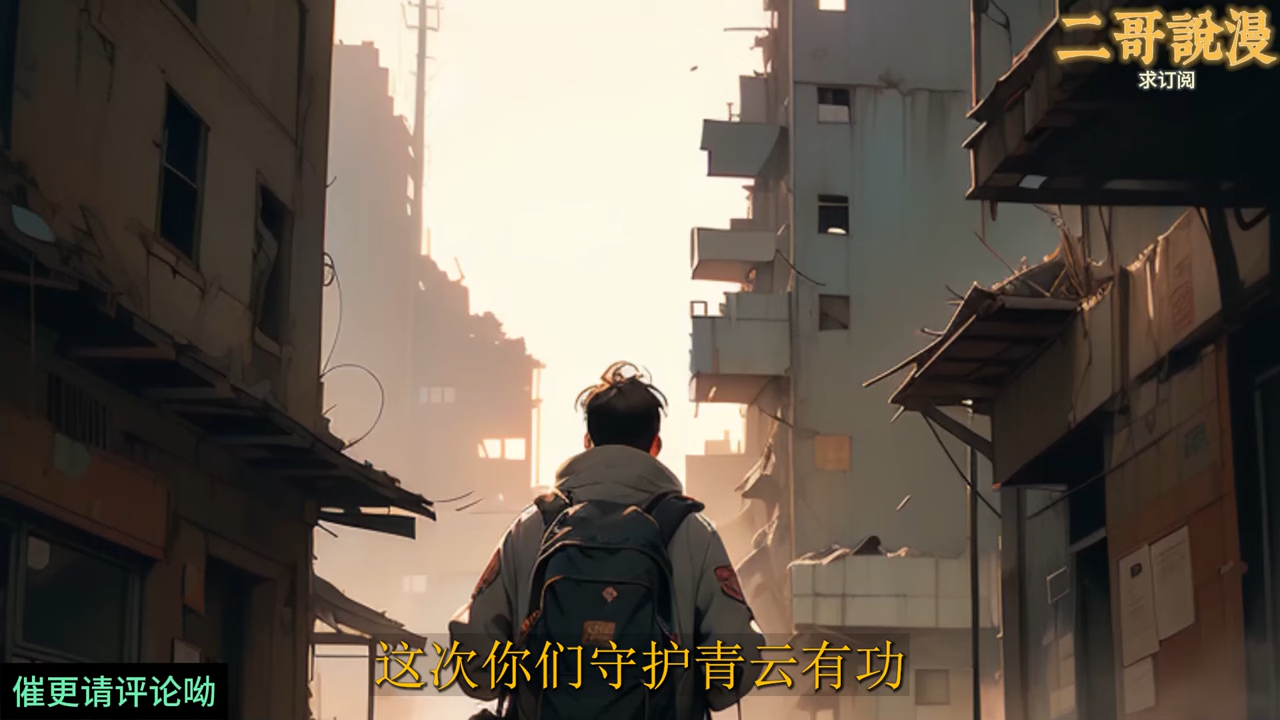 二哥說漫
求订阅
这次你们守护青云有功
催更请评论呦